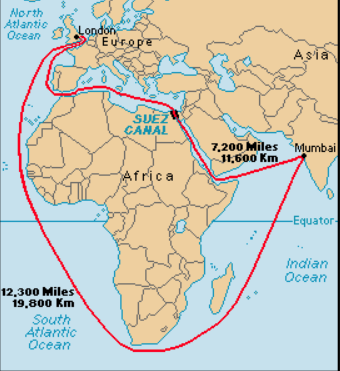 North
Atlantic
Ocean
London
Europe
Asia
SUEZ
CANAL
7,200 Miles
11,600 Km
Mumbai
Africa
Equator
Indian
Ocean
12,300 Miles
19,800 Km
South
Atlantic
Ocean